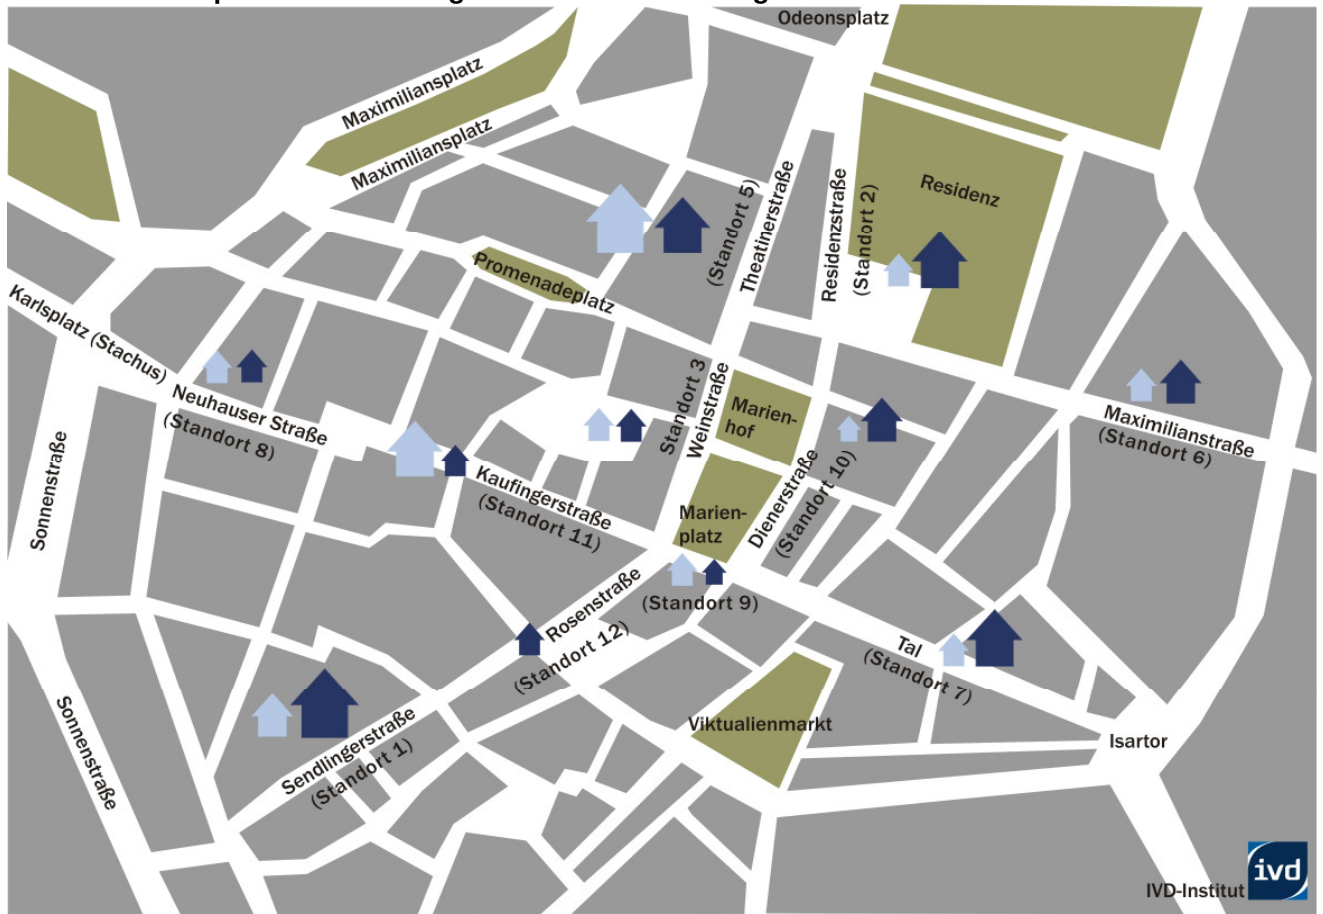 Odeonsplatz
Maximiliansplatz
Maximiliansplatz
Residenz
Theatinerstraße
(Standort 5)
Residenzstraße
(Standort 2)
Promenadeplatz
Karlsplatz (Stachus)
Neuhauser Straße
(Standort 8)
Standort 3
Weinstraße
Marien-
hof
Maximilianstraße
(Standort 6)
Sonnenstraße
Kaufingerstraße
(Standort 11)
Marien-
platz
Dienerstraße
(Standort 10)
Rosenstraße
(Standort 12)
(Standort 9)
Tal
(Standort 7)
Sonnenstraße
Sendlingerstraße
(Standort 1)
Viktualienmarkt
Isartor
IVD-Institut
ivd